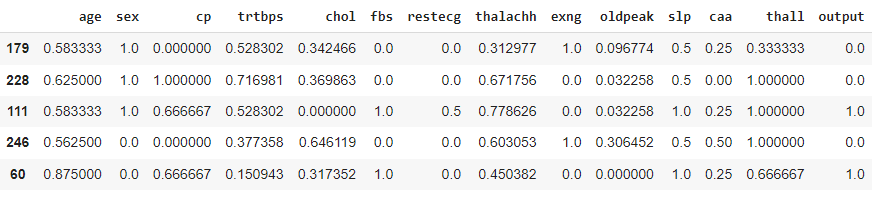 age sex cp trtbps chol fbs restecg thalachh exng oldpeak slp caa thall output
179 0.583333 1.0 0.000000 0.528302 0.342466 0.0 0.0 0.312977 1.0 0.096774 0.5 0.25 0.333333 0.0
228 0.625000 1.0 1.000000 0.716981 0.369863 0.0 0.0 0.671756 0.0 0.032258 0.5 0.00 1.000000 0.0
111 0.583333 1.0 0.666667 0.528302 0.000000 1.0 0.5 0.778626 0.0 0.032258 1.0 0.25 1.000000 1.0
246 0.562500 0.0 0.000000 0.377358 0.646119 0.0 0.0 0.603053 1.0 0.306452 0.5 0.50 1.000000 0.0
60 0.875000 0.0 0.666667 0.150943 0.317352 1.0 0.0 0.450382 0.0 0.000000 1.0 0.25 0.666667 1.0